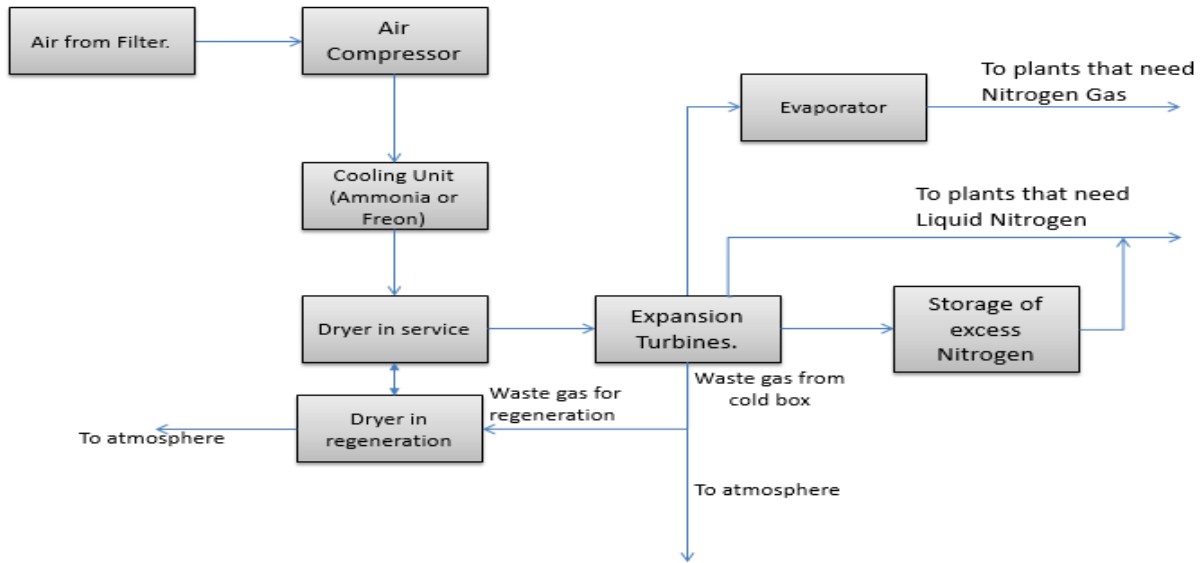 Air from Filter.
Air
Compressor
To plants that need
Nitrogen Gas
Evaporator
Cooling Unit
(Ammonia or
Freon)
To plants that need
Liquid Nitrogen
Dryer in service
Expansion
Turbines.
Storage of
excess
Nitrogen
Waste gas for
regeneration
Waste gas from
cold box
Dryer in
regeneration
To atmosphere
To atmosphere